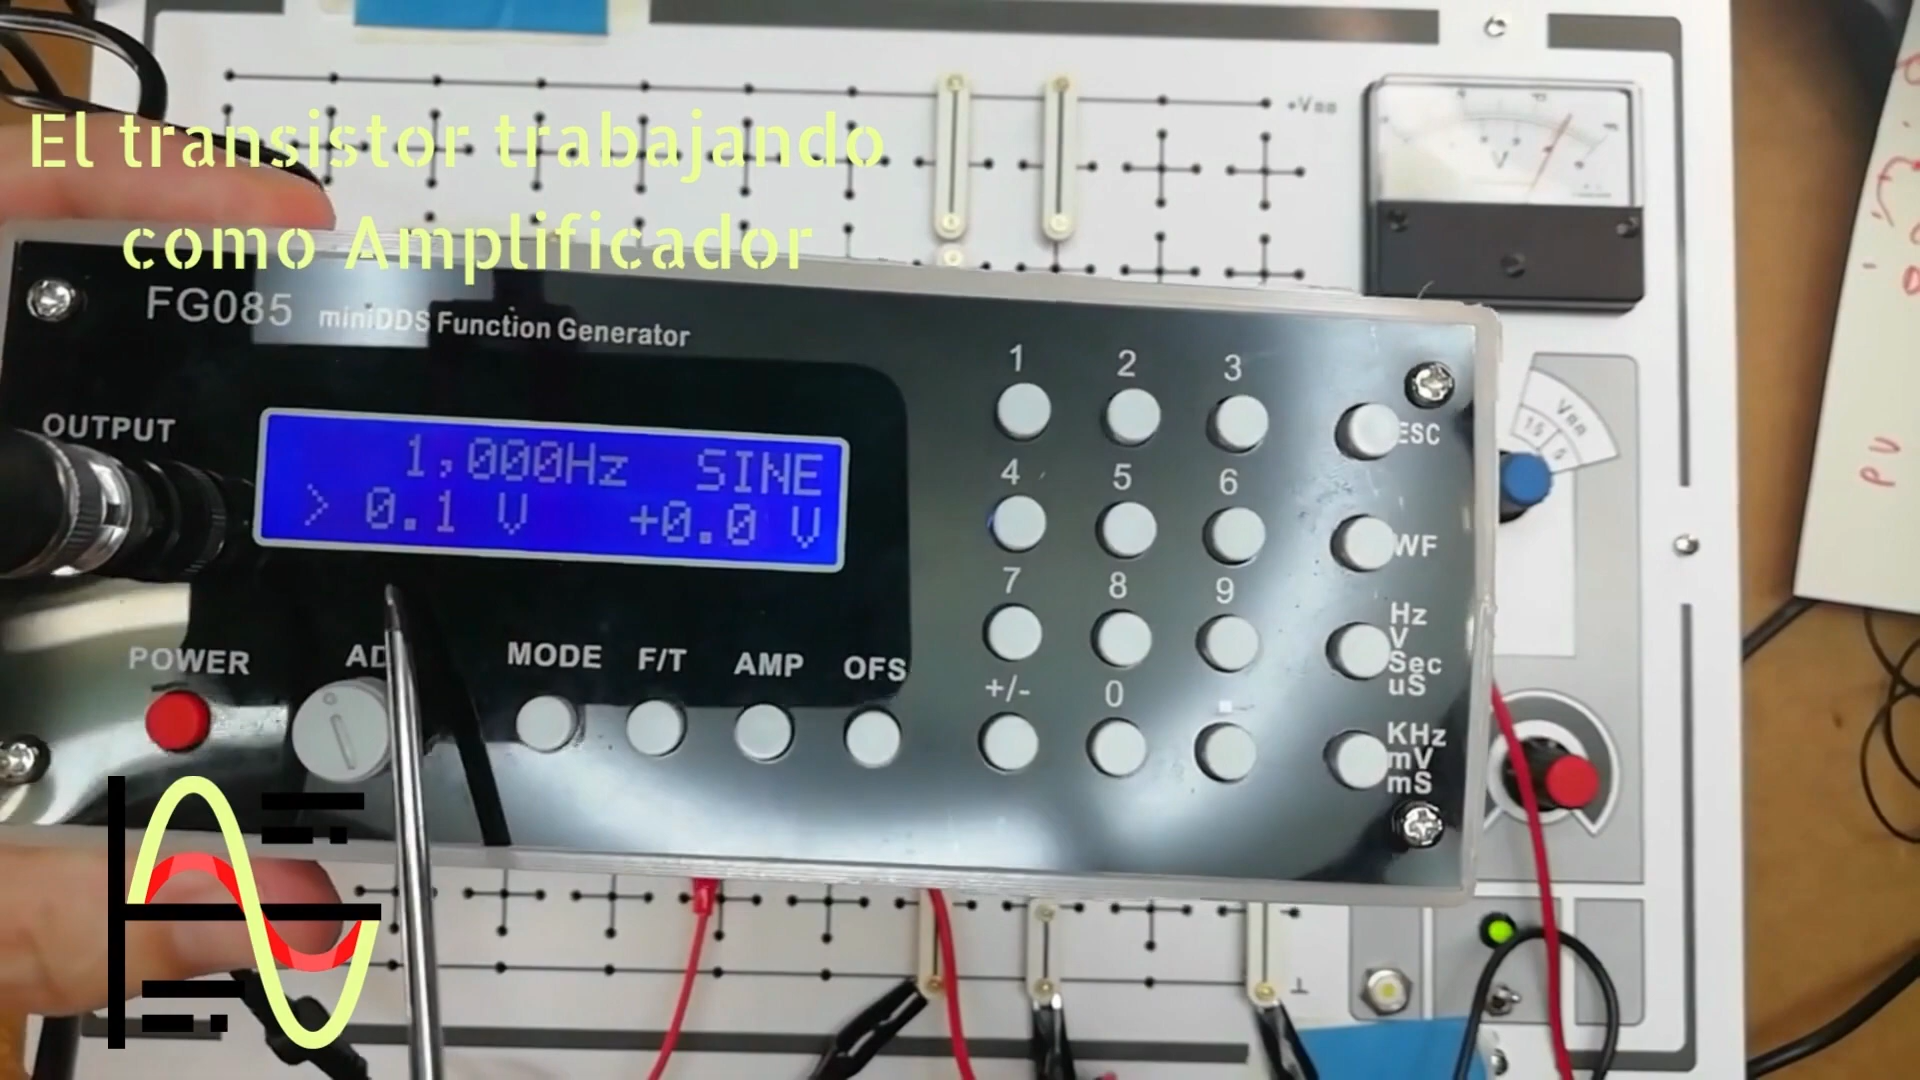 El transistor trabajando
como Amplificador
+VBB
V
FG085 miniDDS Function Generator
OUTPUT
1,000Hz SINE
> 0.1 V +0.0 V
1 2 3
ESC
4 5 6
WF
7 8 9
Hz
V
Sec
uS
+/- 0 .
KHz
mV
mS
POWER
MODE F/T AMP OFS
VBB
15